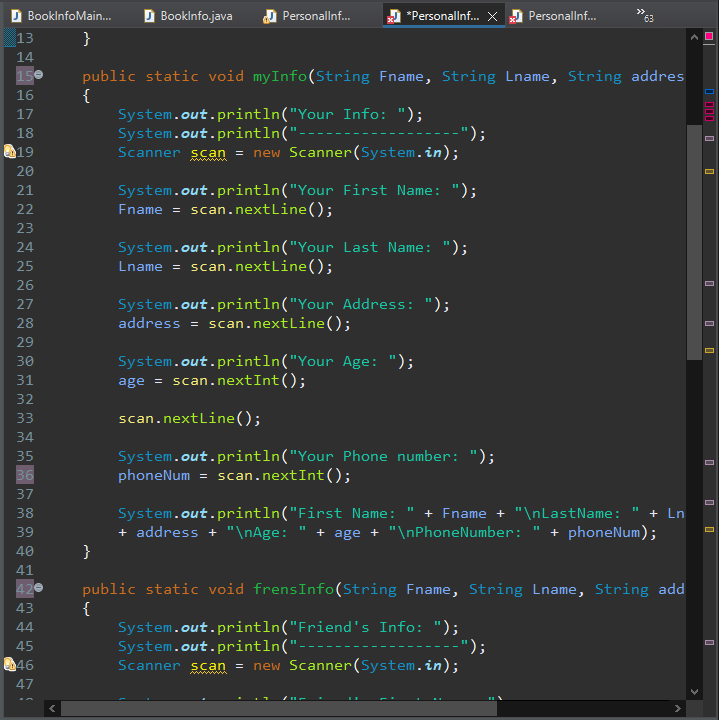 BookInfoMain... BookInfo.java PersonalInf... *PersonalInf... PersonalInf... »63
13 }
14
15 public static void myInfo(String Fname, String Lname, String addres
16 {
17 System.out.println("Your Info: ");
18 System.out.println("------------------");
19 Scanner scan = new Scanner(System.in);
20
21 System.out.println("Your First Name: ");
22 Fname = scan.nextLine();
23
24 System.out.println("Your Last Name: ");
25 Lname = scan.nextLine();
26
27 System.out.println("Your Address: ");
28 address = scan.nextLine();
29
30 System.out.println("Your Age: ");
31 age = scan.nextInt();
32
33 scan.nextLine();
34
35 System.out.println("Your Phone number: ");
36 phoneNum = scan.nextInt();
37
38 System.out.println("First Name: " + Fname + "\nLastName: " + Ln
39 + address + "\nAge: " + age + "\nPhoneNumber: " + phoneNum);
40 }
41
42 public static void frensInfo(String Fname, String Lname, String add
43 {
44 System.out.println("Friend's Info: ");
45 System.out.println("------------------");
46 Scanner scan = new Scanner(System.in);
47